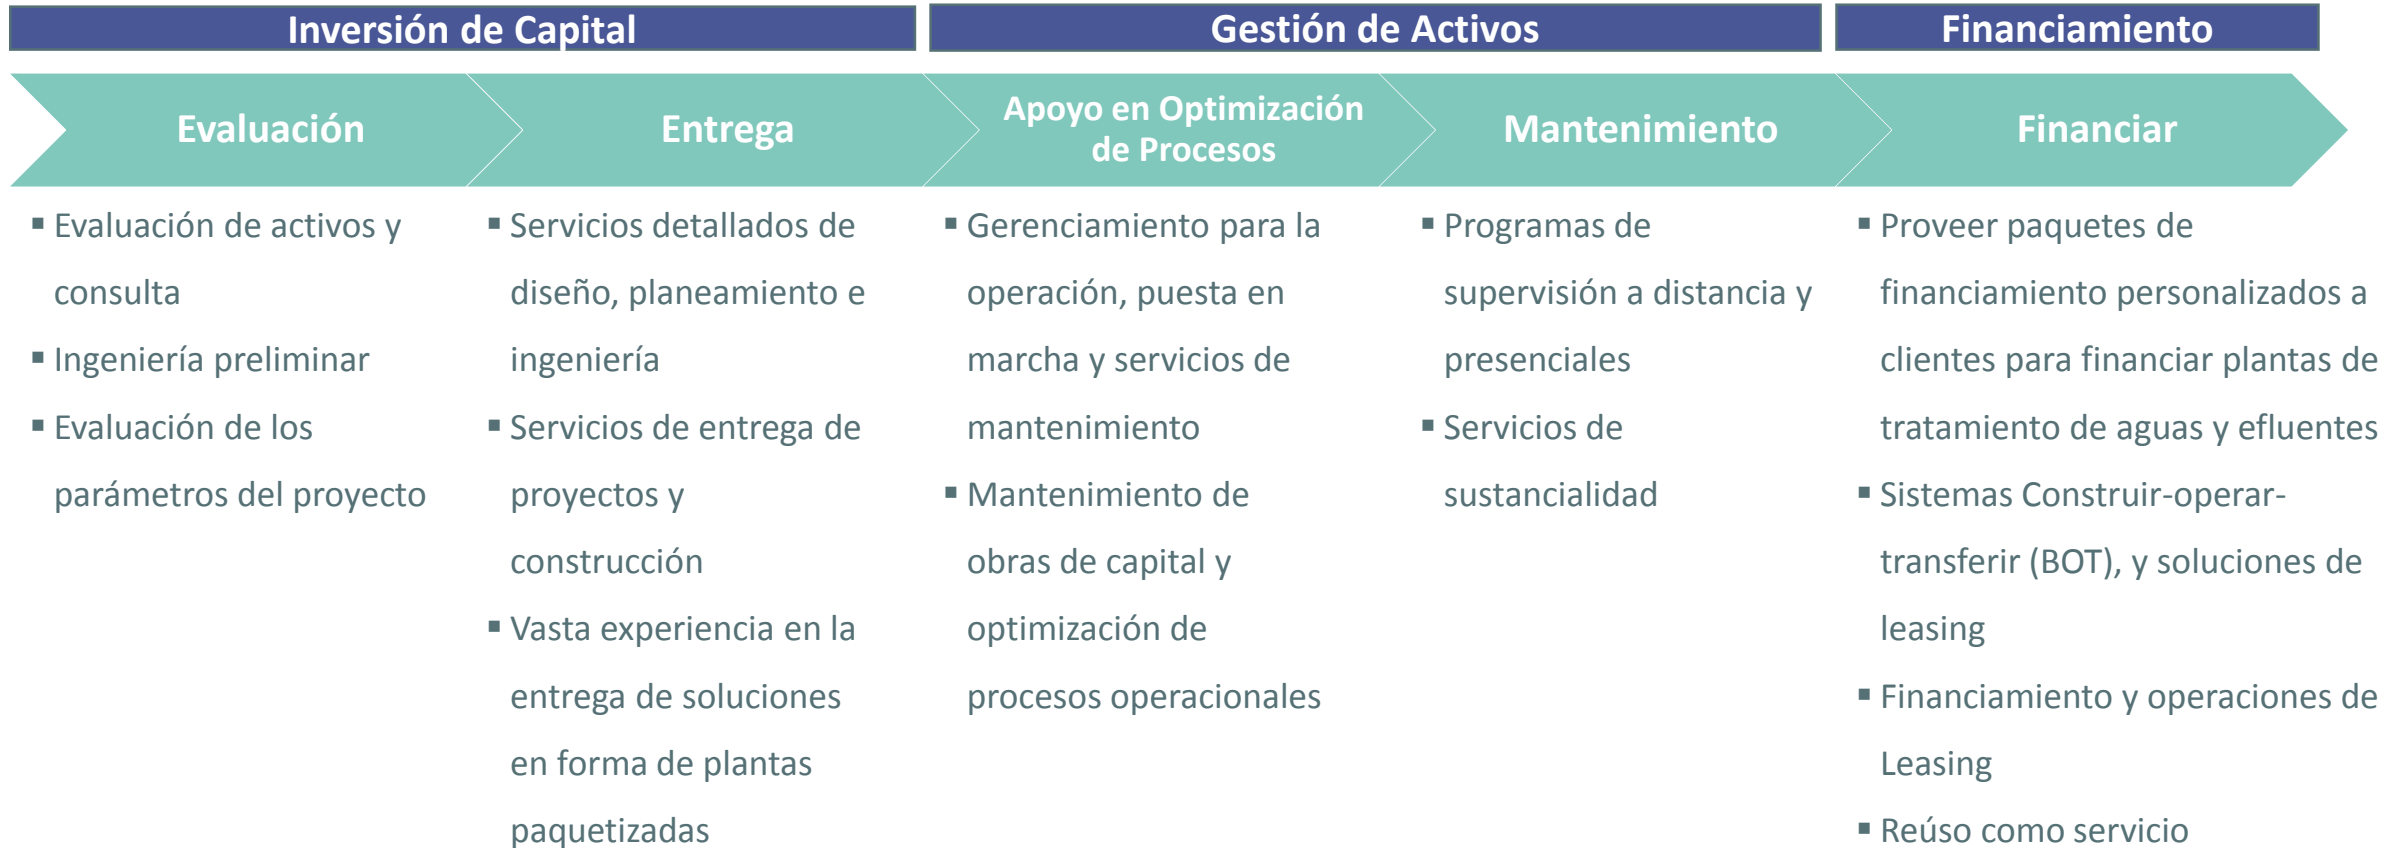 Inversión de Capital
Gestión de Activos
Financiamiento
Evaluación
Entrega
Apoyo en Optimización
de Procesos
Mantenimiento
Financiar
▪ Evaluación de activos y
consulta
▪ Ingeniería preliminar
▪ Evaluación de los
parámetros del proyecto
▪ Servicios detallados de
diseño, planeamiento e
ingeniería
▪ Servicios de entrega de
proyectos y
construcción
▪ Vasta experiencia en la
entrega de soluciones
en forma de plantas
paquetizadas
▪ Gerenciamiento para la
operación, puesta en
marcha y servicios de
mantenimiento
▪ Mantenimiento de
obras de capital y
optimización de
procesos operacionales
▪ Programas de
supervisión a distancia y
presenciales
▪ Servicios de
sustancialidad
▪ Proveer paquetes de
financiamiento personalizados a
clientes para financiar plantas de
tratamiento de aguas y efluentes
▪ Sistemas Construir-operar-
transferir (BOT), y soluciones de
leasing
▪ Financiamiento y operaciones de
Leasing
▪ Reúso como servicio